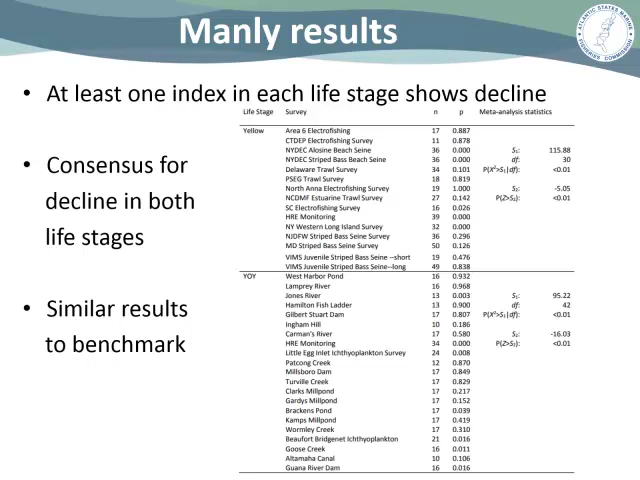 Manly results
ATLANTIC STATES MARINE FISHERIES COMMISSION
• At least one index in each life stage shows decline
• Consensus for
decline in both
life stages
• Similar results
to benchmark
Life Stage Survey n p Meta-analysis statistics
Yellow Area 6 Electrofishing 17 0.887
CTDEP Electrofishing Survey 11 0.878
NYDEC Alosine Beach Seine 36 0.000 S₁: 115.88
NYDEC Striped Bass Beach Seine 36 0.000 df: 30
Delaware Trawl Survey 34 0.101 P(X²>S₁|df): <0.01
PSEG Trawl Survey 18 0.819
North Anna Electrofishing Survey 19 1.000 S₂: -5.05
NCDMF Estuarine Trawl Survey 27 0.142 P(Z>S₂): <0.01
SC Electrofishing Survey 16 0.026
HRE Monitoring 39 0.000
NY Western Long Island Survey 32 0.000
NJDFW Striped Bass Seine Survey 36 0.296
MD Striped Bass Seine Survey 50 0.126
VIMS Juvenile Striped Bass Seine --short 19 0.476
VIMS Juvenile Striped Bass Seine--long 49 0.838
YOY West Harbor Pond 16 0.932
Lamprey River 16 0.968
Jones River 13 0.003 S₁: 95.22
Hamilton Fish Ladder 13 0.900 df: 42
Gilbert Stuart Dam 17 0.807 P(X²>S₁|df): <0.01
Ingham Hill 10 0.186
Carman's River 17 0.580 S₂: -16.03
HRE Monitoring 34 0.000 P(Z>S₂): <0.01
Little Egg Inlet Ichthyoplankton Survey 24 0.008
Patcong Creek 12 0.870
Millsboro Dam 17 0.849
Turville Creek 17 0.829
Clarks Millpond 17 0.217
Gardys Millpond 17 0.152
Brackens Pond 17 0.039
Kamps Millpond 17 0.419
Wormley Creek 17 0.310
Beaufort Bridgenet Ichthyoplankton 21 0.016
Goose Creek 16 0.011
Altamaha Canal 10 0.106
Guana River Dam 16 0.016